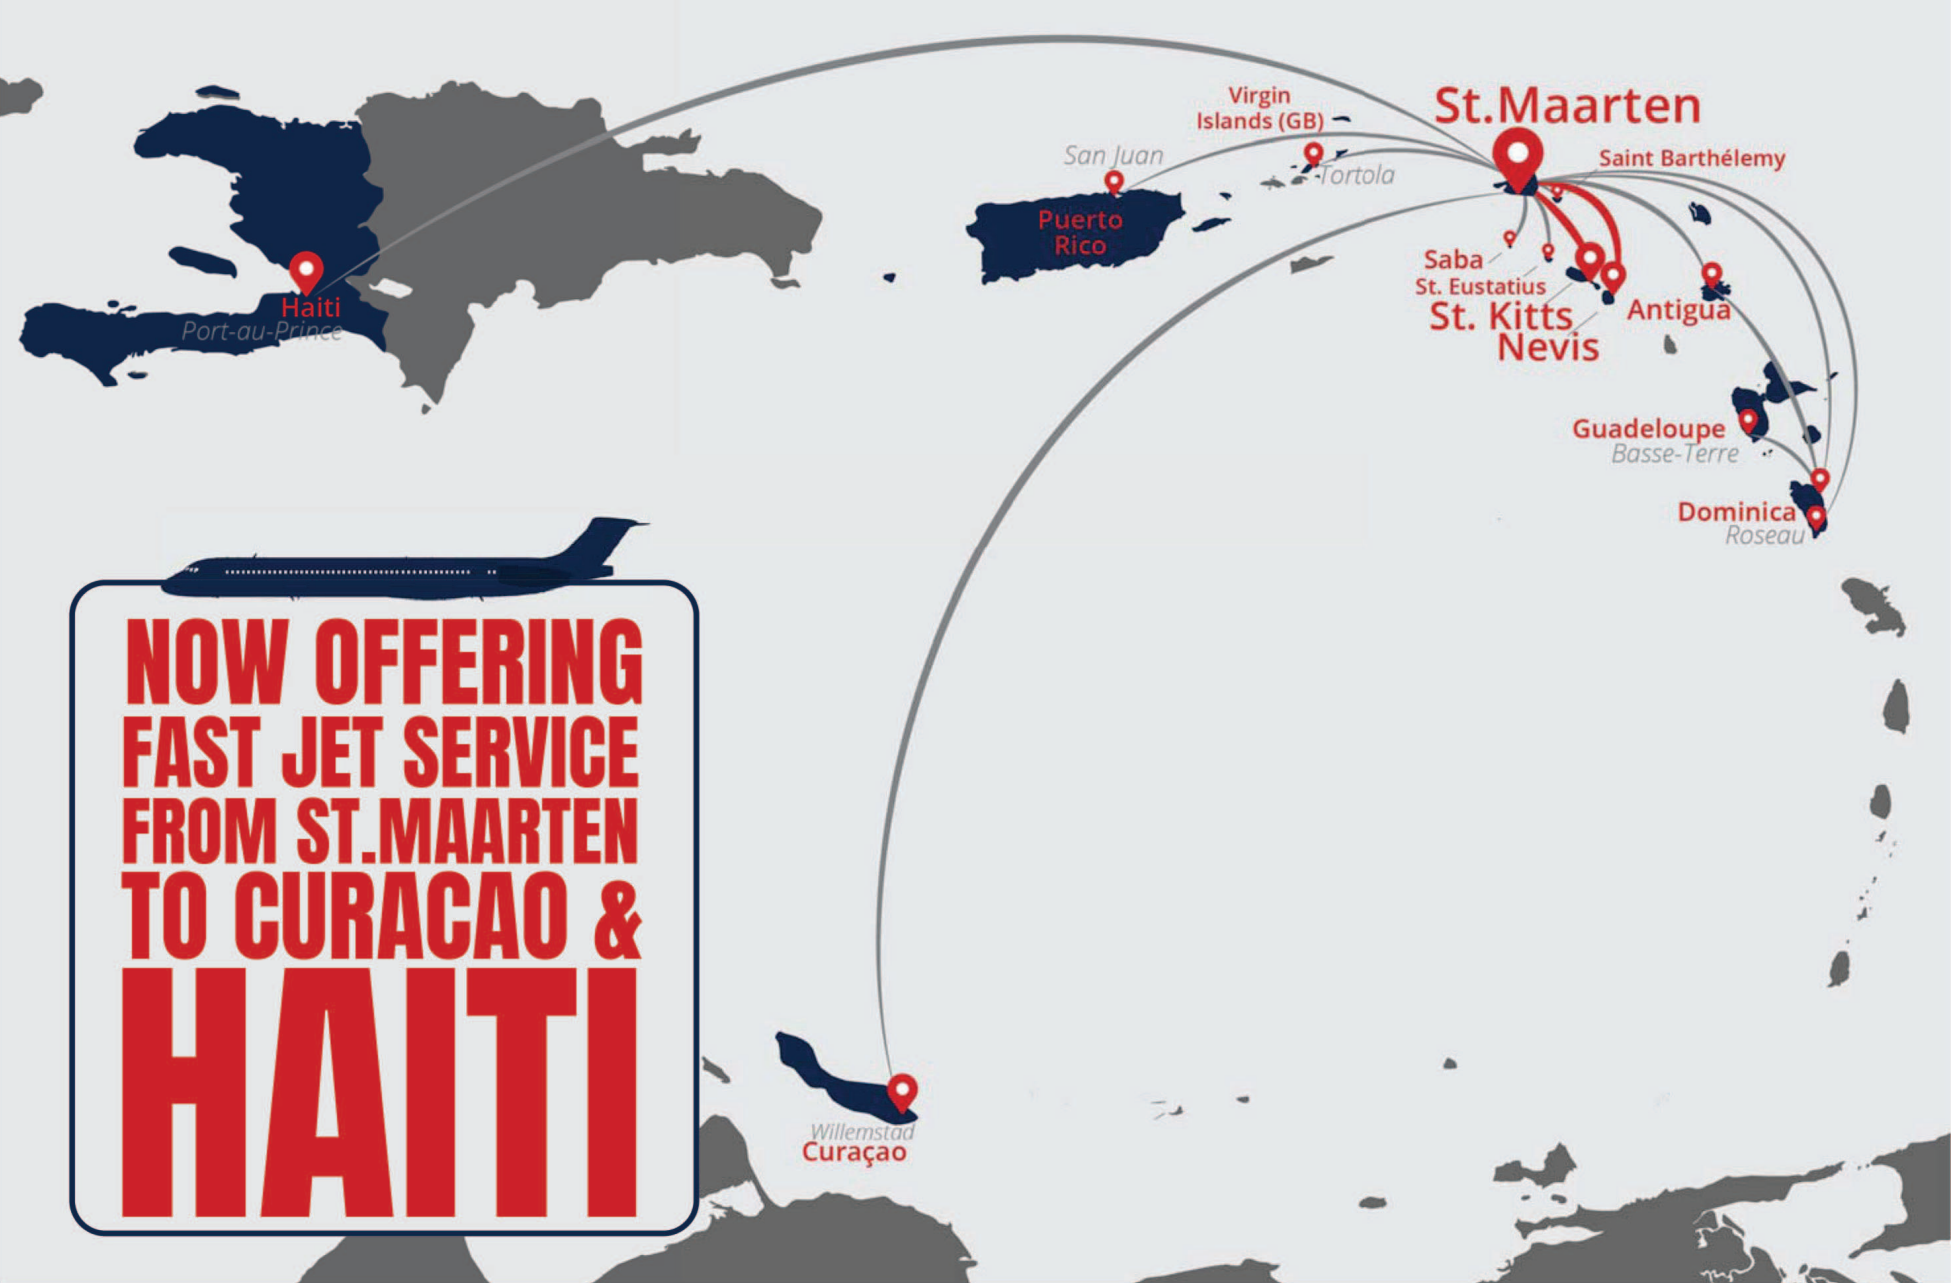 St.Maarten
Virgin
Islands (GB)
San Juan
Tortola
Saint Barthélemy
Puerto
Rico
Saba
St. Eustatius
St. Kitts
Nevis
Antigua
Haiti
Port-au-Prince
Guadeloupe
Basse-Terre
Dominica
Roseau
NOW OFFERING
FAST JET SERVICE
FROM ST.MAARTEN
TO CURACAO &
HAITI
Willemstad
Curaçao